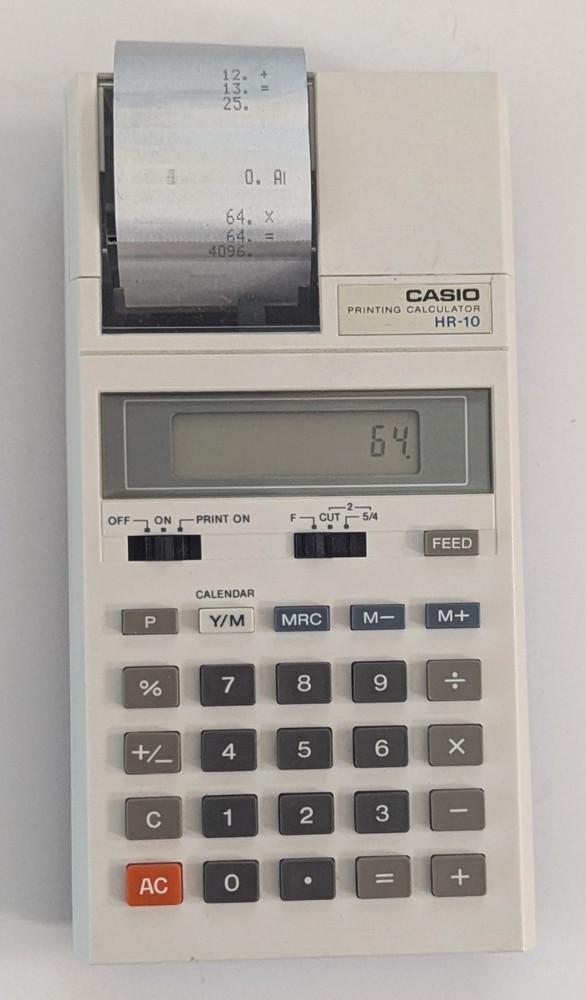 12. +
13. =
25.
0. A
64. X
64. =
4096.
CASIO
PRINTING CALCULATOR
HR-10
64.
OFF ON PRINT ON
F CUT 2 5/4
FEED
CALENDAR
P Y/M MRC M− M+
% 7 8 9 ÷
+/− 4 5 6 ×
C 1 2 3 −
AC 0 • = +